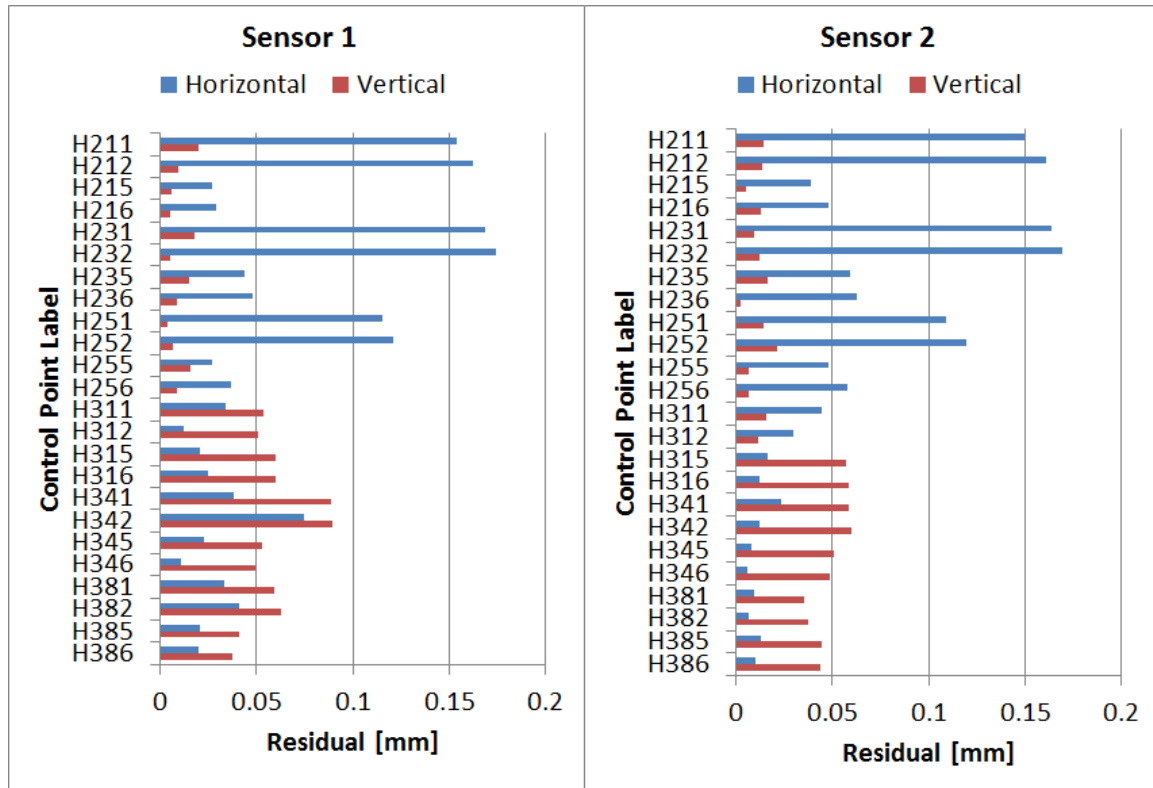 Sensor 1
Horizontal Vertical
Control Point Label
H211
H212
H215
H216
H231
H232
H235
H236
H251
H252
H255
H256
H311
H312
H315
H316
H341
H342
H345
H346
H381
H382
H385
H386
0 0.05 0.1 0.15 0.2
Residual [mm]
Sensor 2
Horizontal Vertical
Control Point Label
H211
H212
H215
H216
H231
H232
H235
H236
H251
H252
H255
H256
H311
H312
H315
H316
H341
H342
H345
H346
H381
H382
H385
H386
0 0.05 0.1 0.15 0.2
Residual [mm]